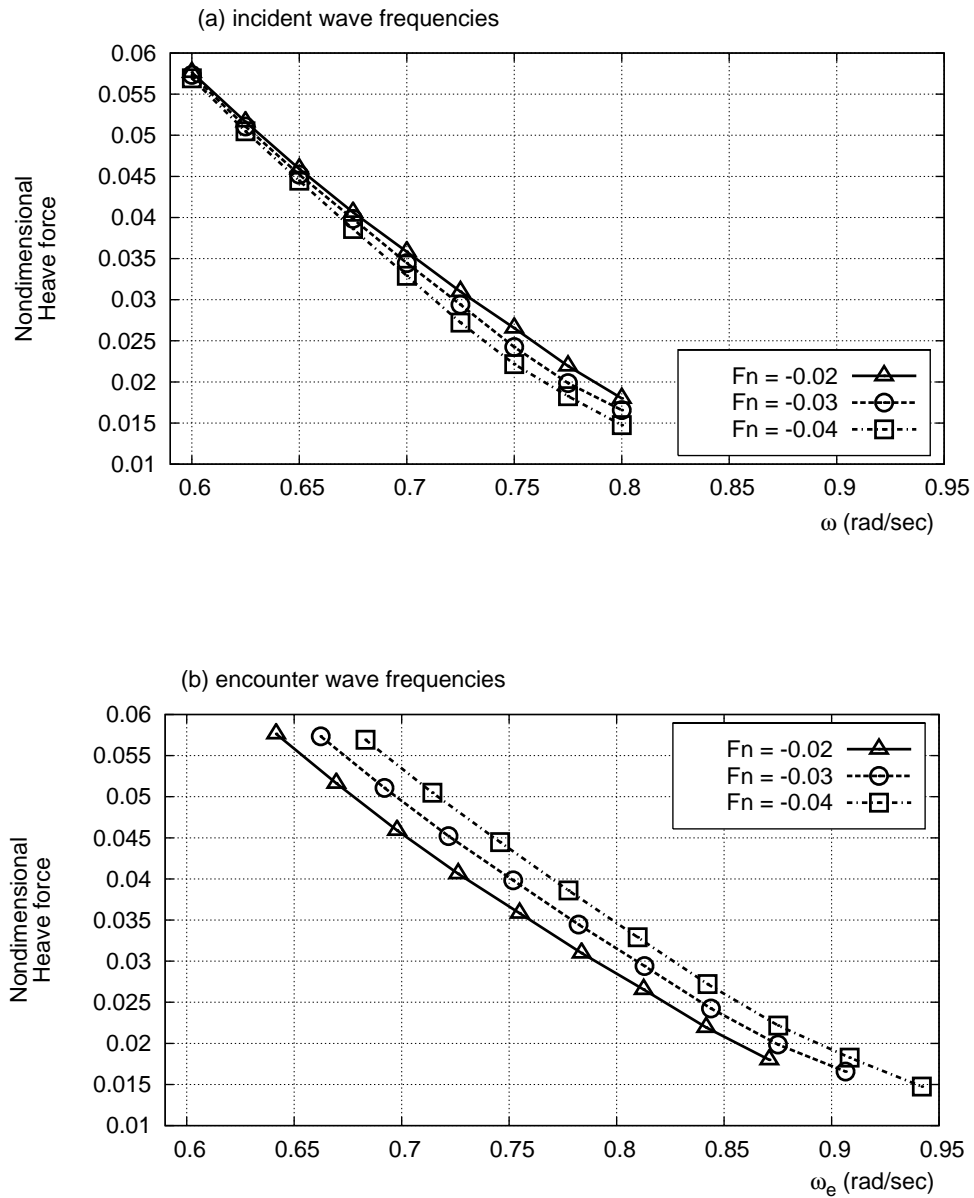 (a) incident wave frequencies
0.06
0.055
0.05
0.045
0.04
0.035
0.03
0.025
0.02
0.015
0.01
Nondimensional
Heave force
Fn = -0.02
Fn = -0.03
Fn = -0.04
0.6 0.65 0.7 0.75 0.8 0.85 0.9 0.95
ω (rad/sec)
(b) encounter wave frequencies
0.06
0.055
0.05
0.045
0.04
0.035
0.03
0.025
0.02
0.015
0.01
Nondimensional
Heave force
Fn = -0.02
Fn = -0.03
Fn = -0.04
0.6 0.65 0.7 0.75 0.8 0.85 0.9 0.95
ωe (rad/sec)